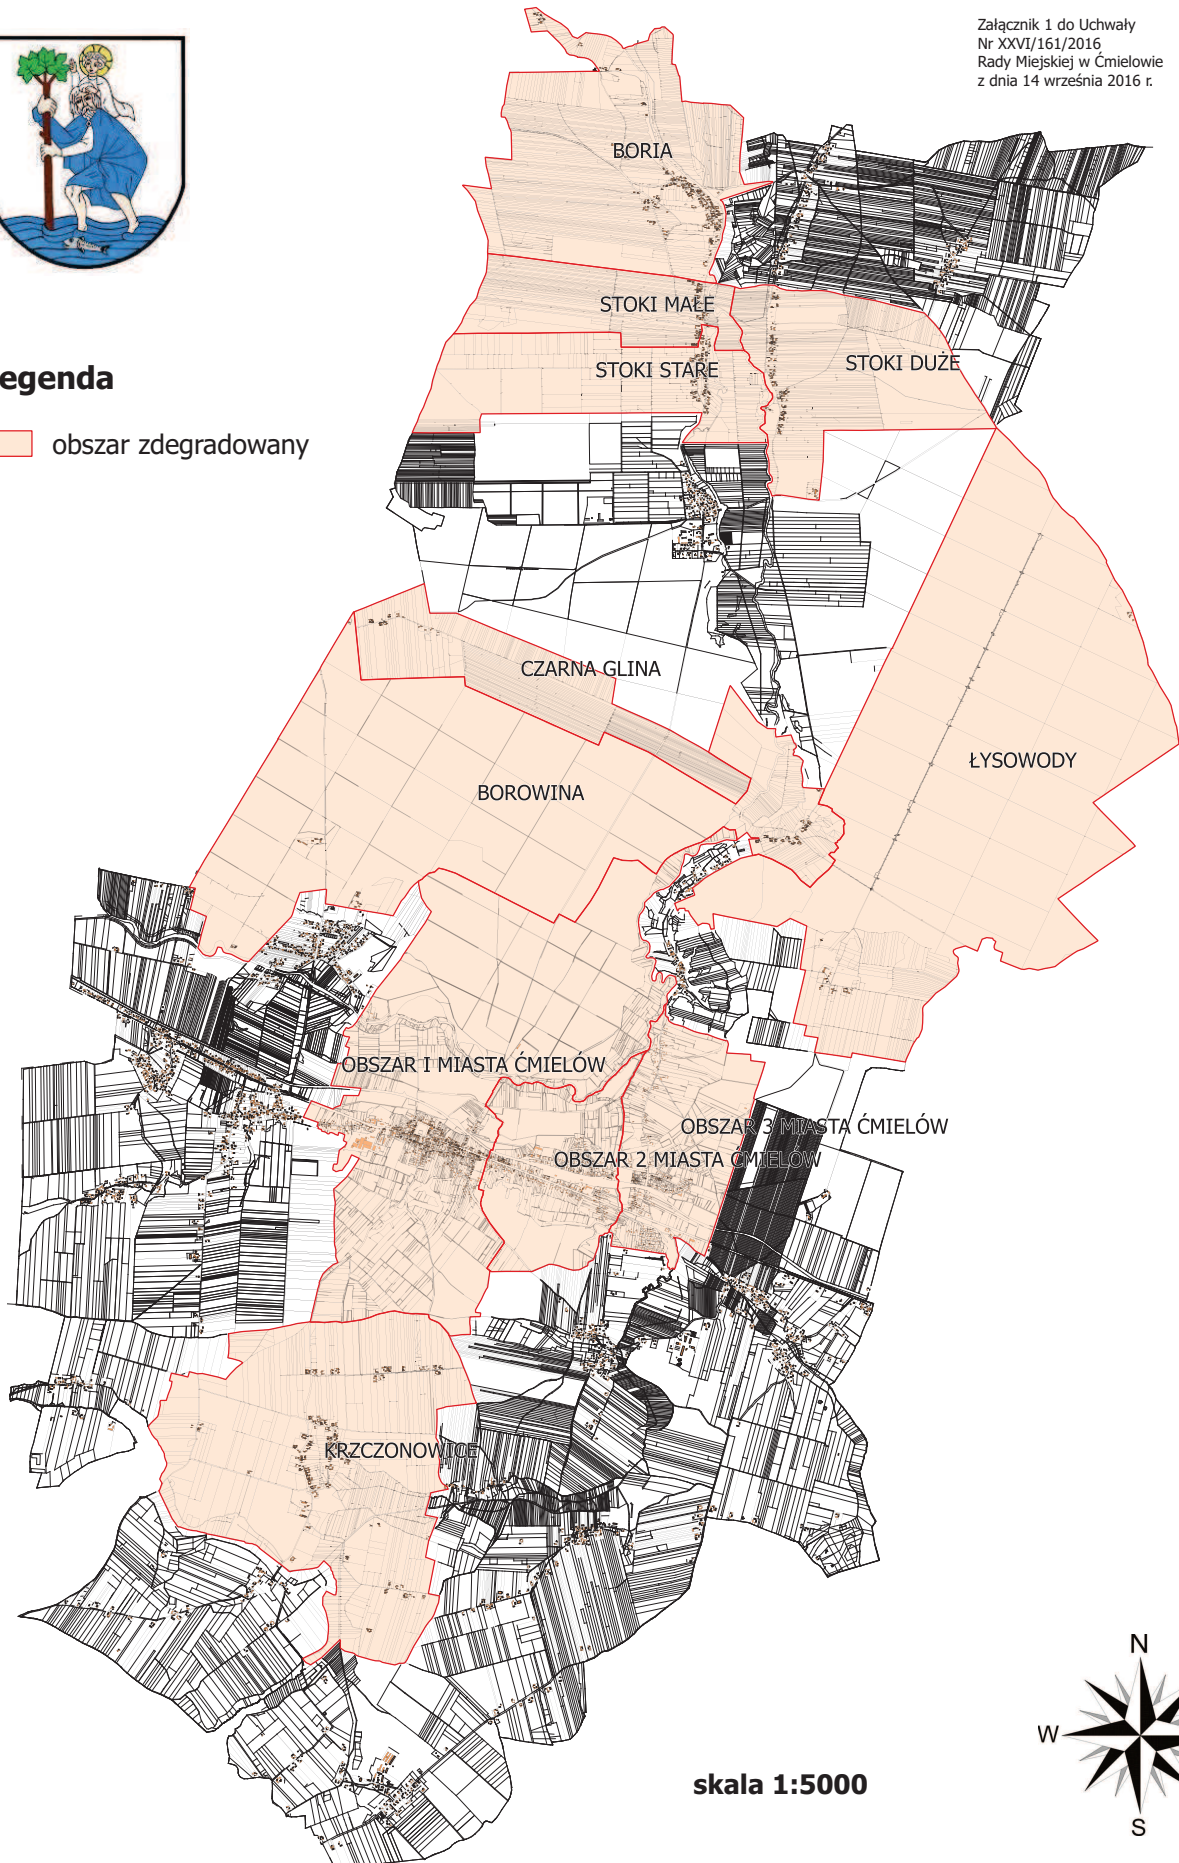 Załącznik 1 do Uchwały
Nr XXVI/161/2016
Rady Miejskiej w Ćmielowie
z dnia 14 września 2016 r.
BORIA
STOKI MAŁE
STOKI STARE
STOKI DUŻE
egenda
obszar zdegradowany
CZARNA GLINA
ŁYSOWODY
BOROWINA
OBSZAR I MIASTA ĆMIELÓW
OBSZAR 3 MIASTA ĆMIELÓW
OBSZAR 2 MIASTA ĆMIELÓW
KRZCZONOWICE
N
W
S
skala 1:5000